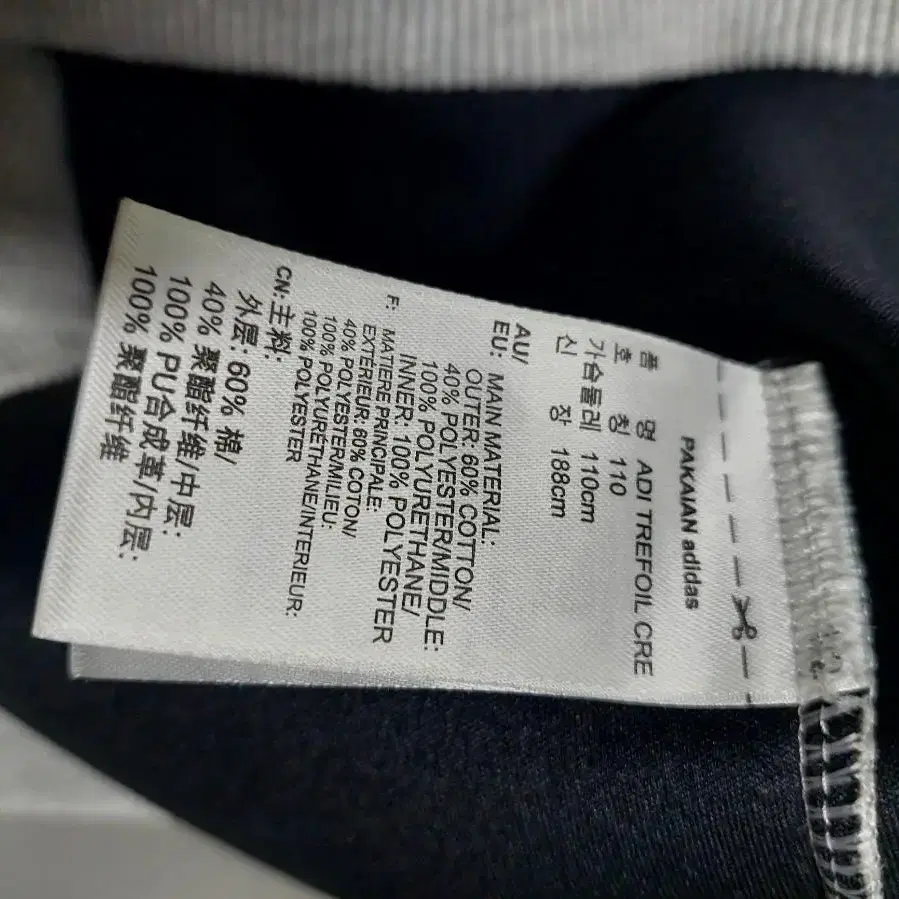 PAKAIAN adidas
품 명 ADI TREFOIL CRE
호 칭 110
가슴둘레 110cm
신 장 188cm
AU/
EU: MAIN MATERIAL:
OUTER: 60% COTTON/
40% POLYESTER/MIDDLE:
100% POLYURETHANE/
INNER: 100% POLYESTER
F: MATIERE PRINCIPALE:
EXTERIEUR: 60% COTON/
40% POLYESTER/MILIEU:
100% POLYURETHANE/INTERIEUR:
100% POLYESTER
CN: 主料:
外层: 60% 棉/
40% 聚酯纤维/中层:
100% PU合成革/内层:
100% 聚酯纤维